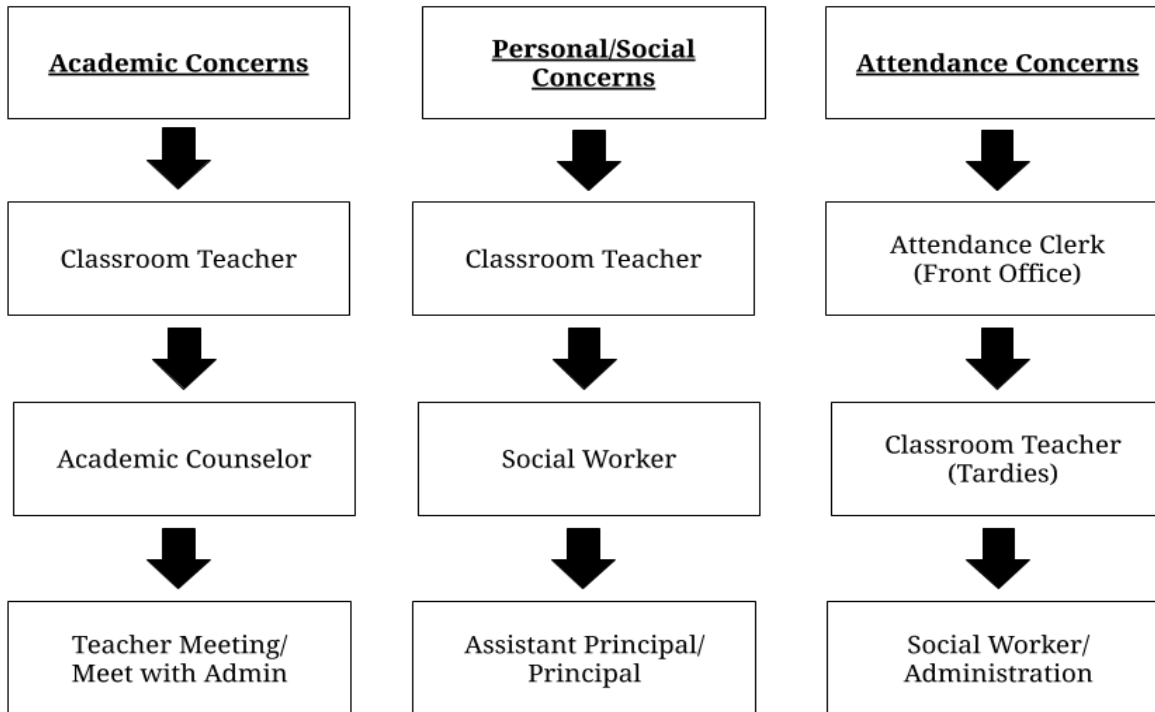 Academic Concerns
Classroom Teacher
Academic Counselor
Teacher Meeting/
Meet with Admin
Personal/Social
Concerns
Classroom Teacher
Social Worker
Assistant Principal/
Principal
Attendance Concerns
Attendance Clerk
(Front Office)
Classroom Teacher
(Tardies)
Social Worker/
Administration